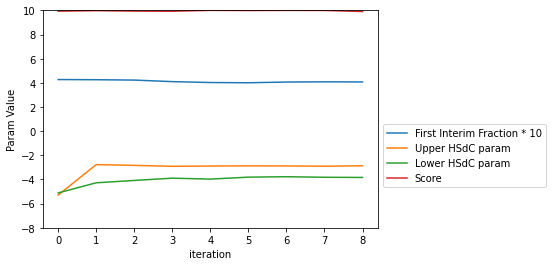 10
8
6
4
2
0
−2
−4
−6
−8
Param Value
0 1 2 3 4 5 6 7 8
iteration
First Interim Fraction * 10
Upper HSdC param
Lower HSdC param
Score